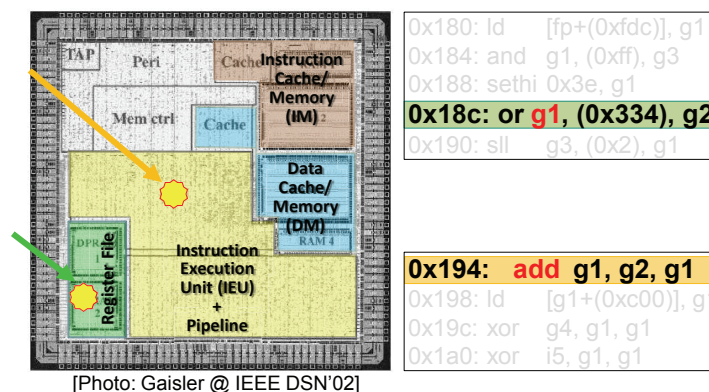 TAP
Peri
Cache
Instruction
Cache/
Memory
(IM)
Mem ctrl
Cache
Data
Cache/
Memory
(DM)
RAM 4
DPR
Register File
Instruction
Execution
Unit (IEU)
+
Pipeline
[Photo: Gaisler @ IEEE DSN'02]
0x180: ld [fp+(0xfdc)], g1
0x184: and g1, (0xff), g3
0x188: sethi 0x3e, g1
0x18c: or g1, (0x334), g2
0x190: sll g3, (0x2), g1
0x194: add g1, g2, g1
0x198: ld [g1+(0xc00)], g1
0x19c: xor g4, g1, g1
0x1a0: xor i5, g1, g1